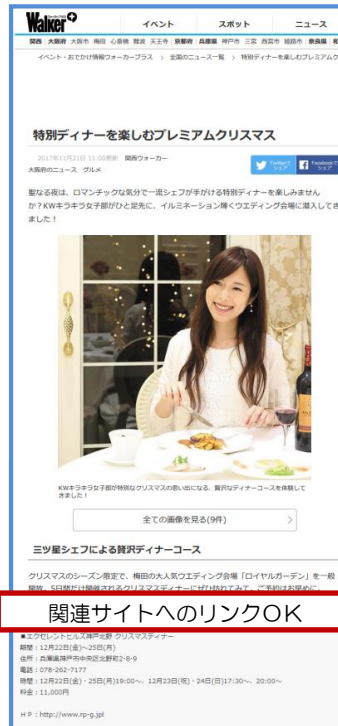 Walker+
イベント スポット ニュース
関西 大阪府 大阪市 梅田 心斎橋 難波 天王寺 京都府 兵庫県 神戸市 三宮 西宮市 姫路市 奈良県
イベント・おでかけ情報ウォーカープラス > 全国のニュース一覧 > 特別ディナーを楽しむプレミアムク
特別ディナーを楽しむプレミアムクリスマス
2017年11月21日 11:00更新 関西ウォーカー
大阪府のニュース グルメ
Twitterで シェア Facebookで シェア
聖なる夜は、ロマンチックな気分で一流シェフが手がける特別ディナーを楽しみません
か？KWキラキラ女子部がひと足先に、イルミネーション輝くウエディング会場に潜入してき
ました！
KWキラキラ女子部が特別なクリスマスの思い出になる、贅沢なディナーコースを体験して
きました！
全ての画像を見る(9件) >
三ツ星シェフによる贅沢ディナーコース
クリスマスのシーズン限定で、梅田の大人気ウエディング会場「ロイヤルガーデン」を一般
開放。5日間だけ開催されるクリスマスディナーにぜひ訪れてみて。ご予約はお早めに。
関連サイトへのリンクOK
■エクセレントヒルズ神戸北野 クリスマスディナー
期間：12月22日(金)～25日(月)
住所：兵庫県神戸市中央区北野町2-8-9
電話：078-262-7177
時間：12月22日(金)・25日(月)19:00～、12月23日(祝)・24日(日)17:30～、20:00～
料金：11,000円
HP：http://www.rp-g.jpl